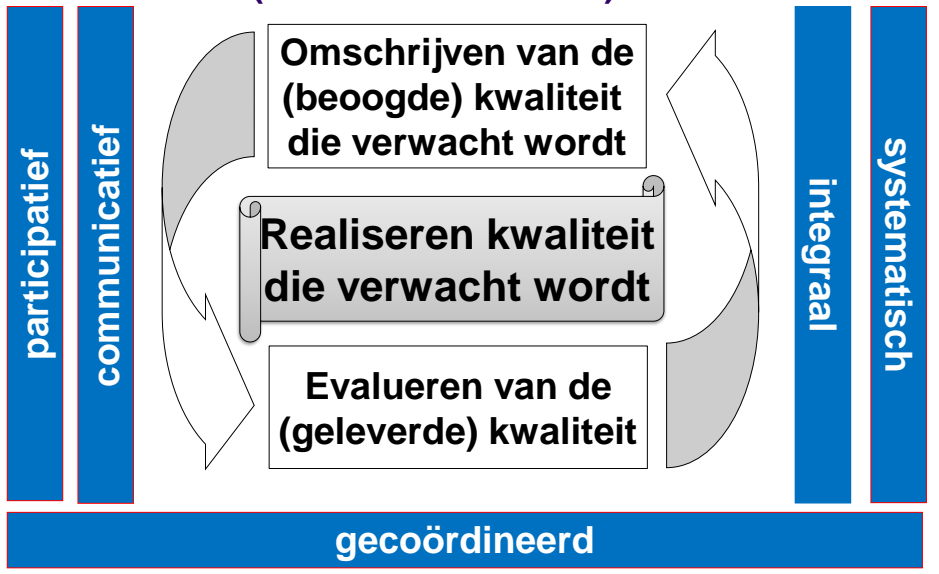 participatief
communicatief
Omschrijven van de
(beoogde) kwaliteit
die verwacht wordt
Realiseren kwaliteit
die verwacht wordt
Evalueren van de
(geleverde) kwaliteit
integraal
systematisch
gecoördineerd